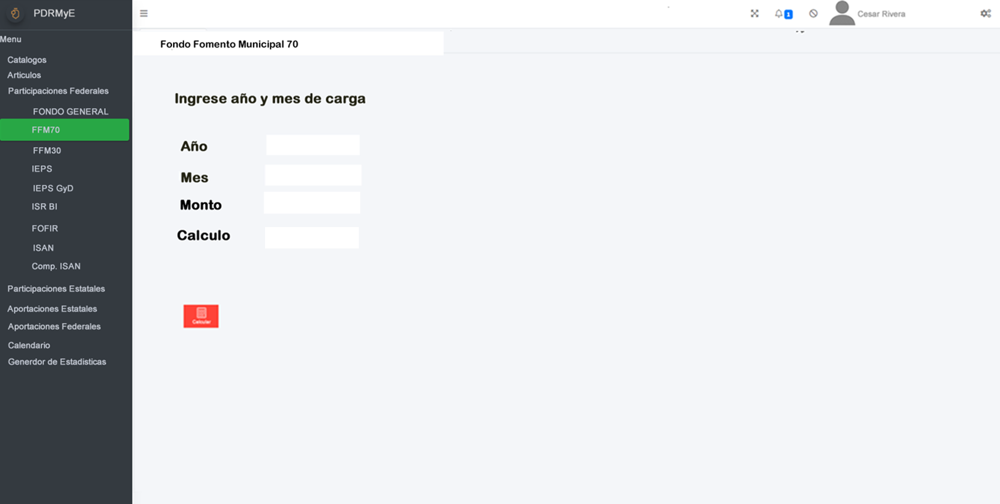 PDRMyE
1
Cesar Rivera
Menu
Fondo Fomento Municipal 70
Catalogos
Articulos
Participaciones Federales
FONDO GENERAL
FFM70
FFM30
IEPS
IEPS GyD
ISR BI
FOFIR
ISAN
Comp. ISAN
Participaciones Estatales
Aportaciones Estatales
Aportaciones Federales
Calendario
Generdor de Estadisticas
Ingrese año y mes de carga
Año
Mes
Monto
Calculo
Calcular